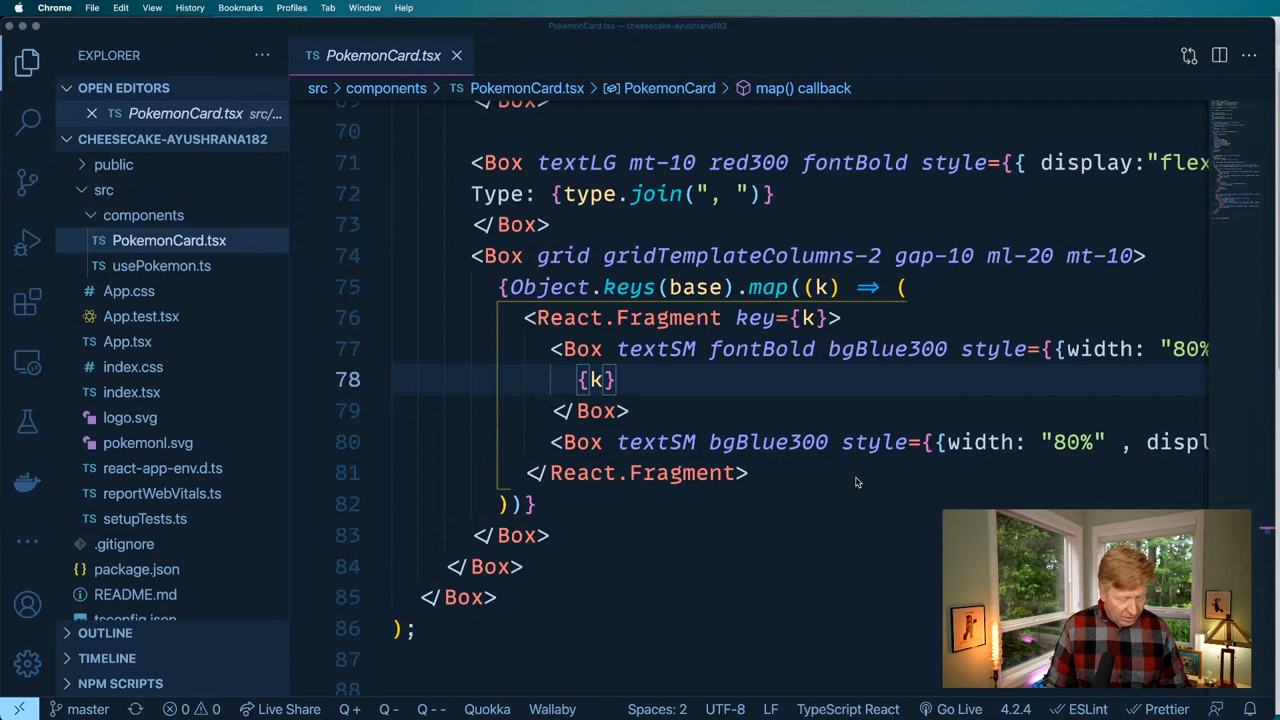 Chrome File Edit View History Bookmarks Profiles Tab Window Help
PokemonCard.tsx — cheesecake-ayushrana182
EXPLORER
TS PokemonCard.tsx
OPEN EDITORS
TS PokemonCard.tsx src/...
CHEESECAKE-AYUSHRANA182
public
src
components
TS PokemonCard.tsx
TS usePokemon.ts
App.css
App.test.tsx
TS App.tsx
index.css
TS index.tsx
logo.svg
pokemonl.svg
TS react-app-env.d.ts
TS reportWebVitals.ts
TS setupTests.ts
.gitignore
package.json
README.md
tsconfig.json
OUTLINE
TIMELINE
NPM SCRIPTS
src > components > TS PokemonCard.tsx > PokemonCard > map() callback
69 </Box>
70
71 <Box textLG mt-10 red300 fontBold style={{ display:"flex
72 Type: {type.join(", ")}
73 </Box>
74 <Box grid gridTemplateColumns-2 gap-10 ml-20 mt-10>
75 {Object.keys(base).map((k) => (
76 <React.Fragment key={k}>
77 <Box textSM fontBold bgBlue300 style={{width: "80%
78 {k}
79 </Box>
80 <Box textSM bgBlue300 style={{width: "80%" , displ
81 </React.Fragment>
82 ))}
83 </Box>
84 </Box>
85 </Box>
86 );
87
88
master 0 0 Live Share Q + Q - Q -- Quokka Wallaby Spaces: 2 UTF-8 LF TypeScript React Go Live 4.2.4 ESLint Prettier